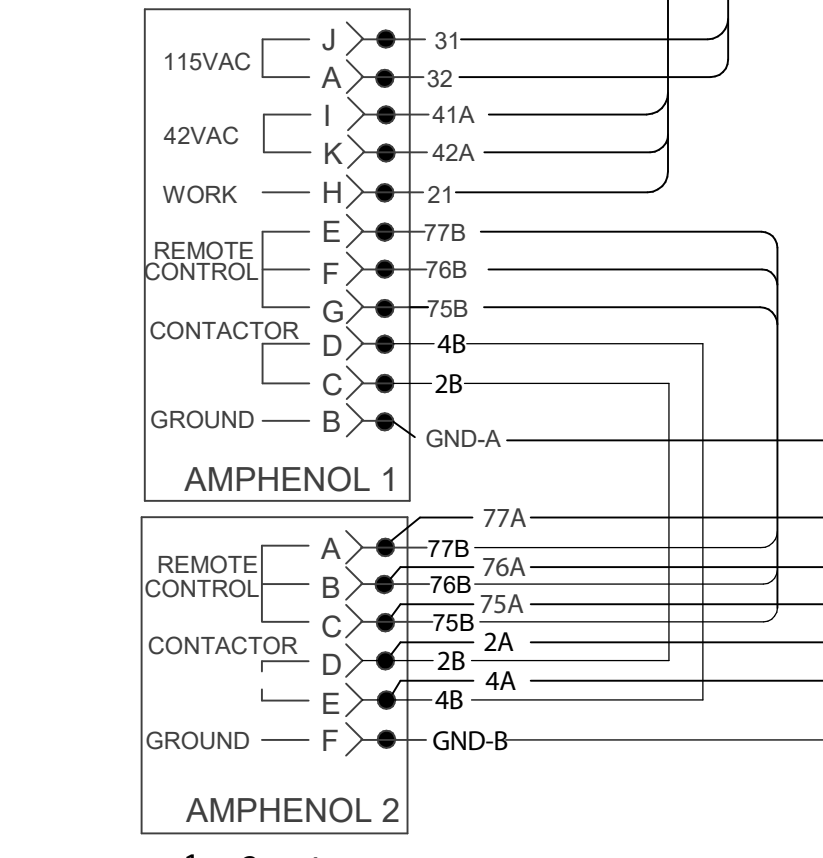 J 31
115VAC
A 32
I 41A
42VAC
K 42A
WORK H 21
E 77B
REMOTE
CONTROL
F 76B
G 75B
CONTACTOR
D 4B
C 2B
GROUND B
GND-A
AMPHENOL 1
77A
A 77B
REMOTE
CONTROL
76A
B 76B
75A
C 75B
CONTACTOR
2A
D 2B
4A
E 4B
GROUND F GND-B
AMPHENOL 2